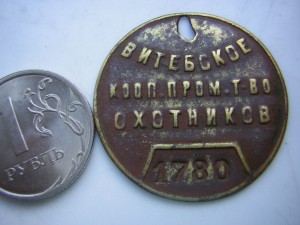 ВИТЕБСКОЕ
КООП.ПРОМ.Т-ВО
ОХОТНИКОВ
1780
1
РУБЛЬ